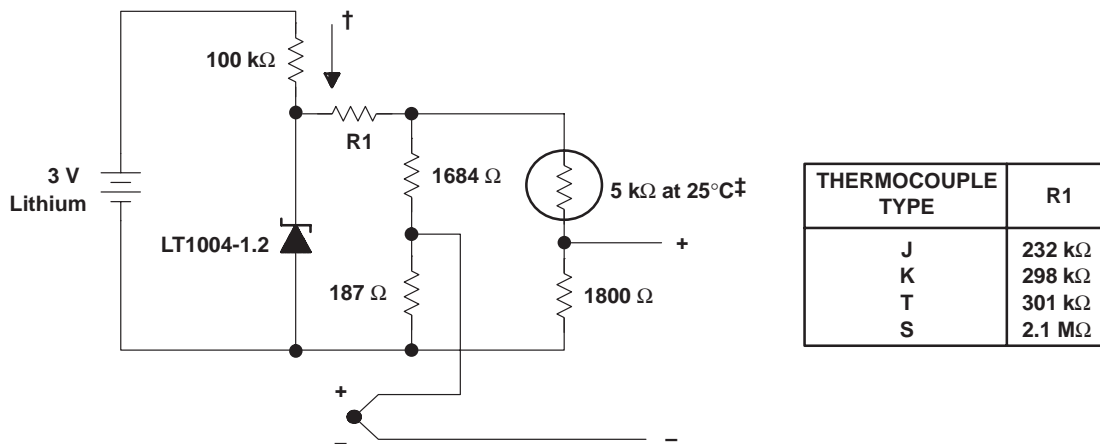 †
100 kΩ
R1
3 V
Lithium
1684 Ω
5 kΩ at 25°C‡
+
LT1004-1.2
187 Ω
1800 Ω
+
−
−
THERMOCOUPLE
TYPE
R1
J
232 kΩ
K
298 kΩ
T
301 kΩ
S
2.1 MΩ